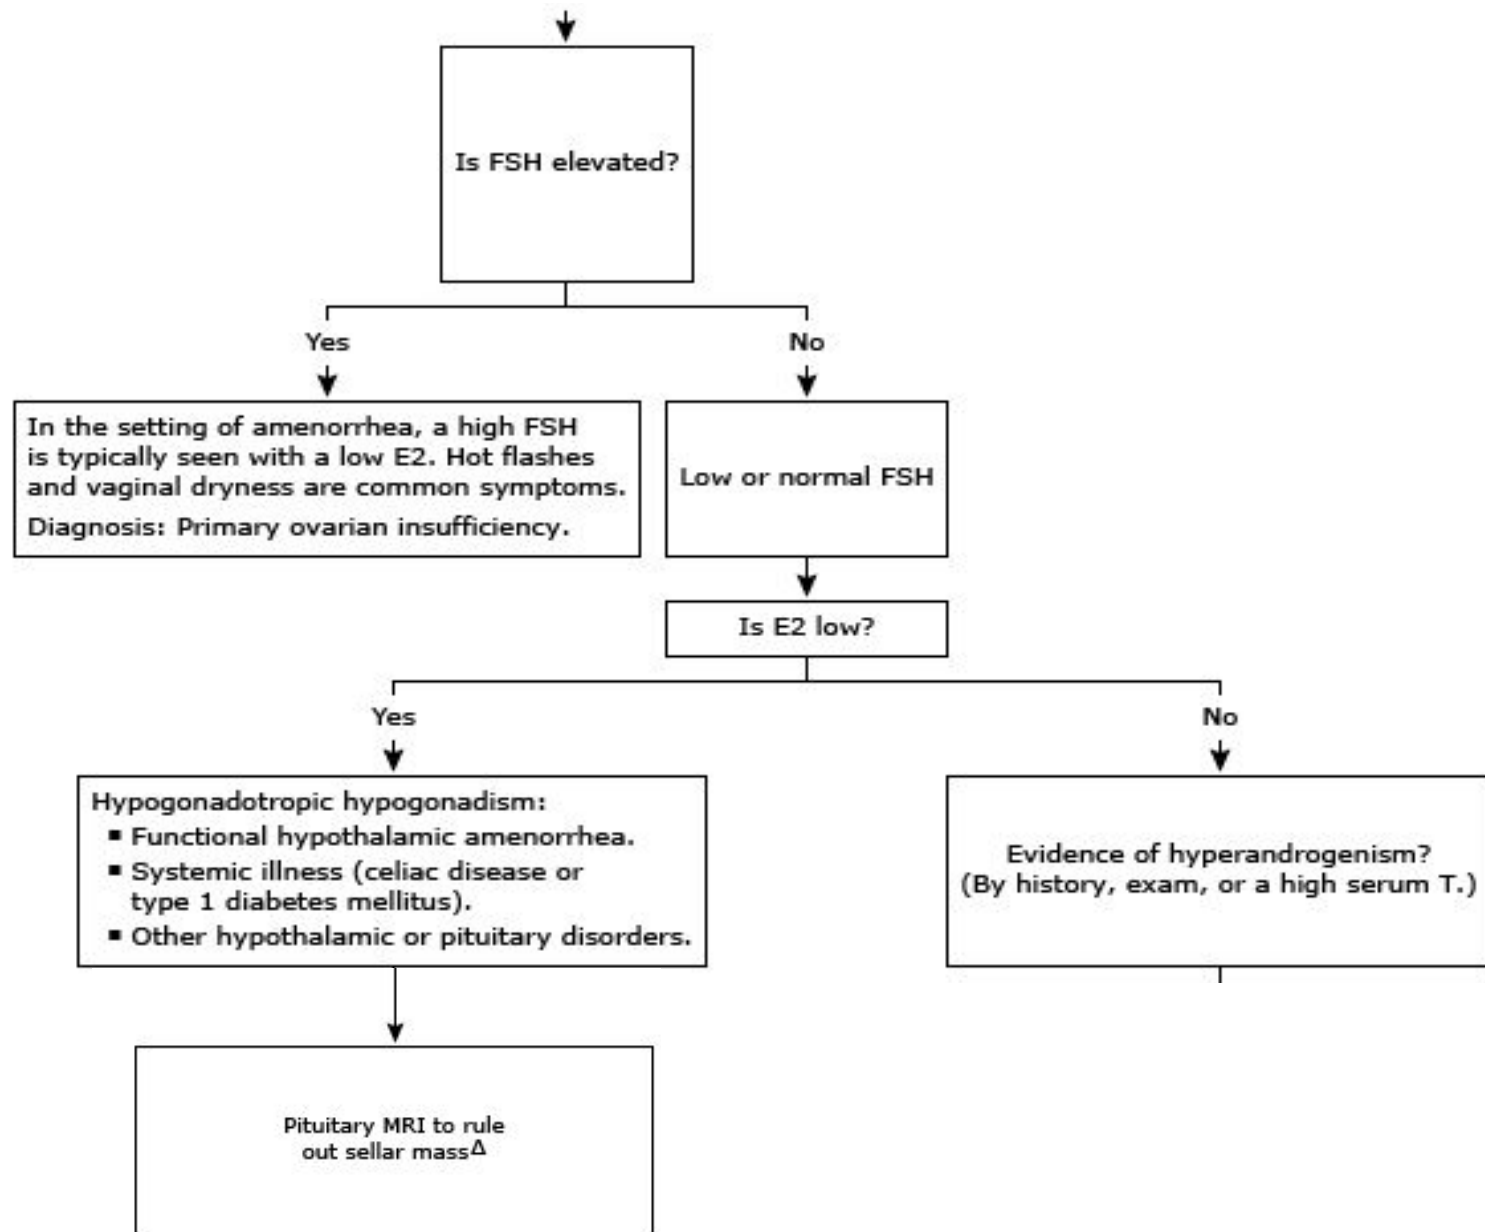 Is FSH elevated?
Yes
No
In the setting of amenorrhea, a high FSH
is typically seen with a low E2. Hot flashes
and vaginal dryness are common symptoms.
Diagnosis: Primary ovarian insufficiency.
Low or normal FSH
Is E2 low?
Yes
No
Hypogonadotropic hypogonadism:
▪ Functional hypothalamic amenorrhea.
▪ Systemic illness (celiac disease or
type 1 diabetes mellitus).
▪ Other hypothalamic or pituitary disorders.
Evidence of hyperandrogenism?
(By history, exam, or a high serum T.)
Pituitary MRI to rule
out sellar massΔ